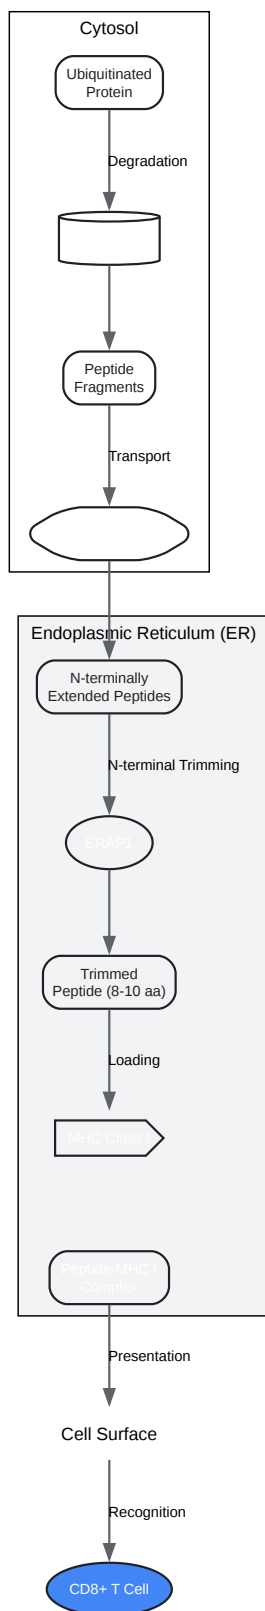 Cytosol
Ubiquitinated
Protein
Degradation
Peptide
Fragments
Transport
Endoplasmic Reticulum (ER)
N-terminally
Extended Peptides
N-terminal Trimming
ERAP1
Trimmed
Peptide (8-10 aa)
Loading
MHC Class I
Peptide-MHC I
Complex
Presentation
Cell Surface
Recognition
CD8+ T Cell